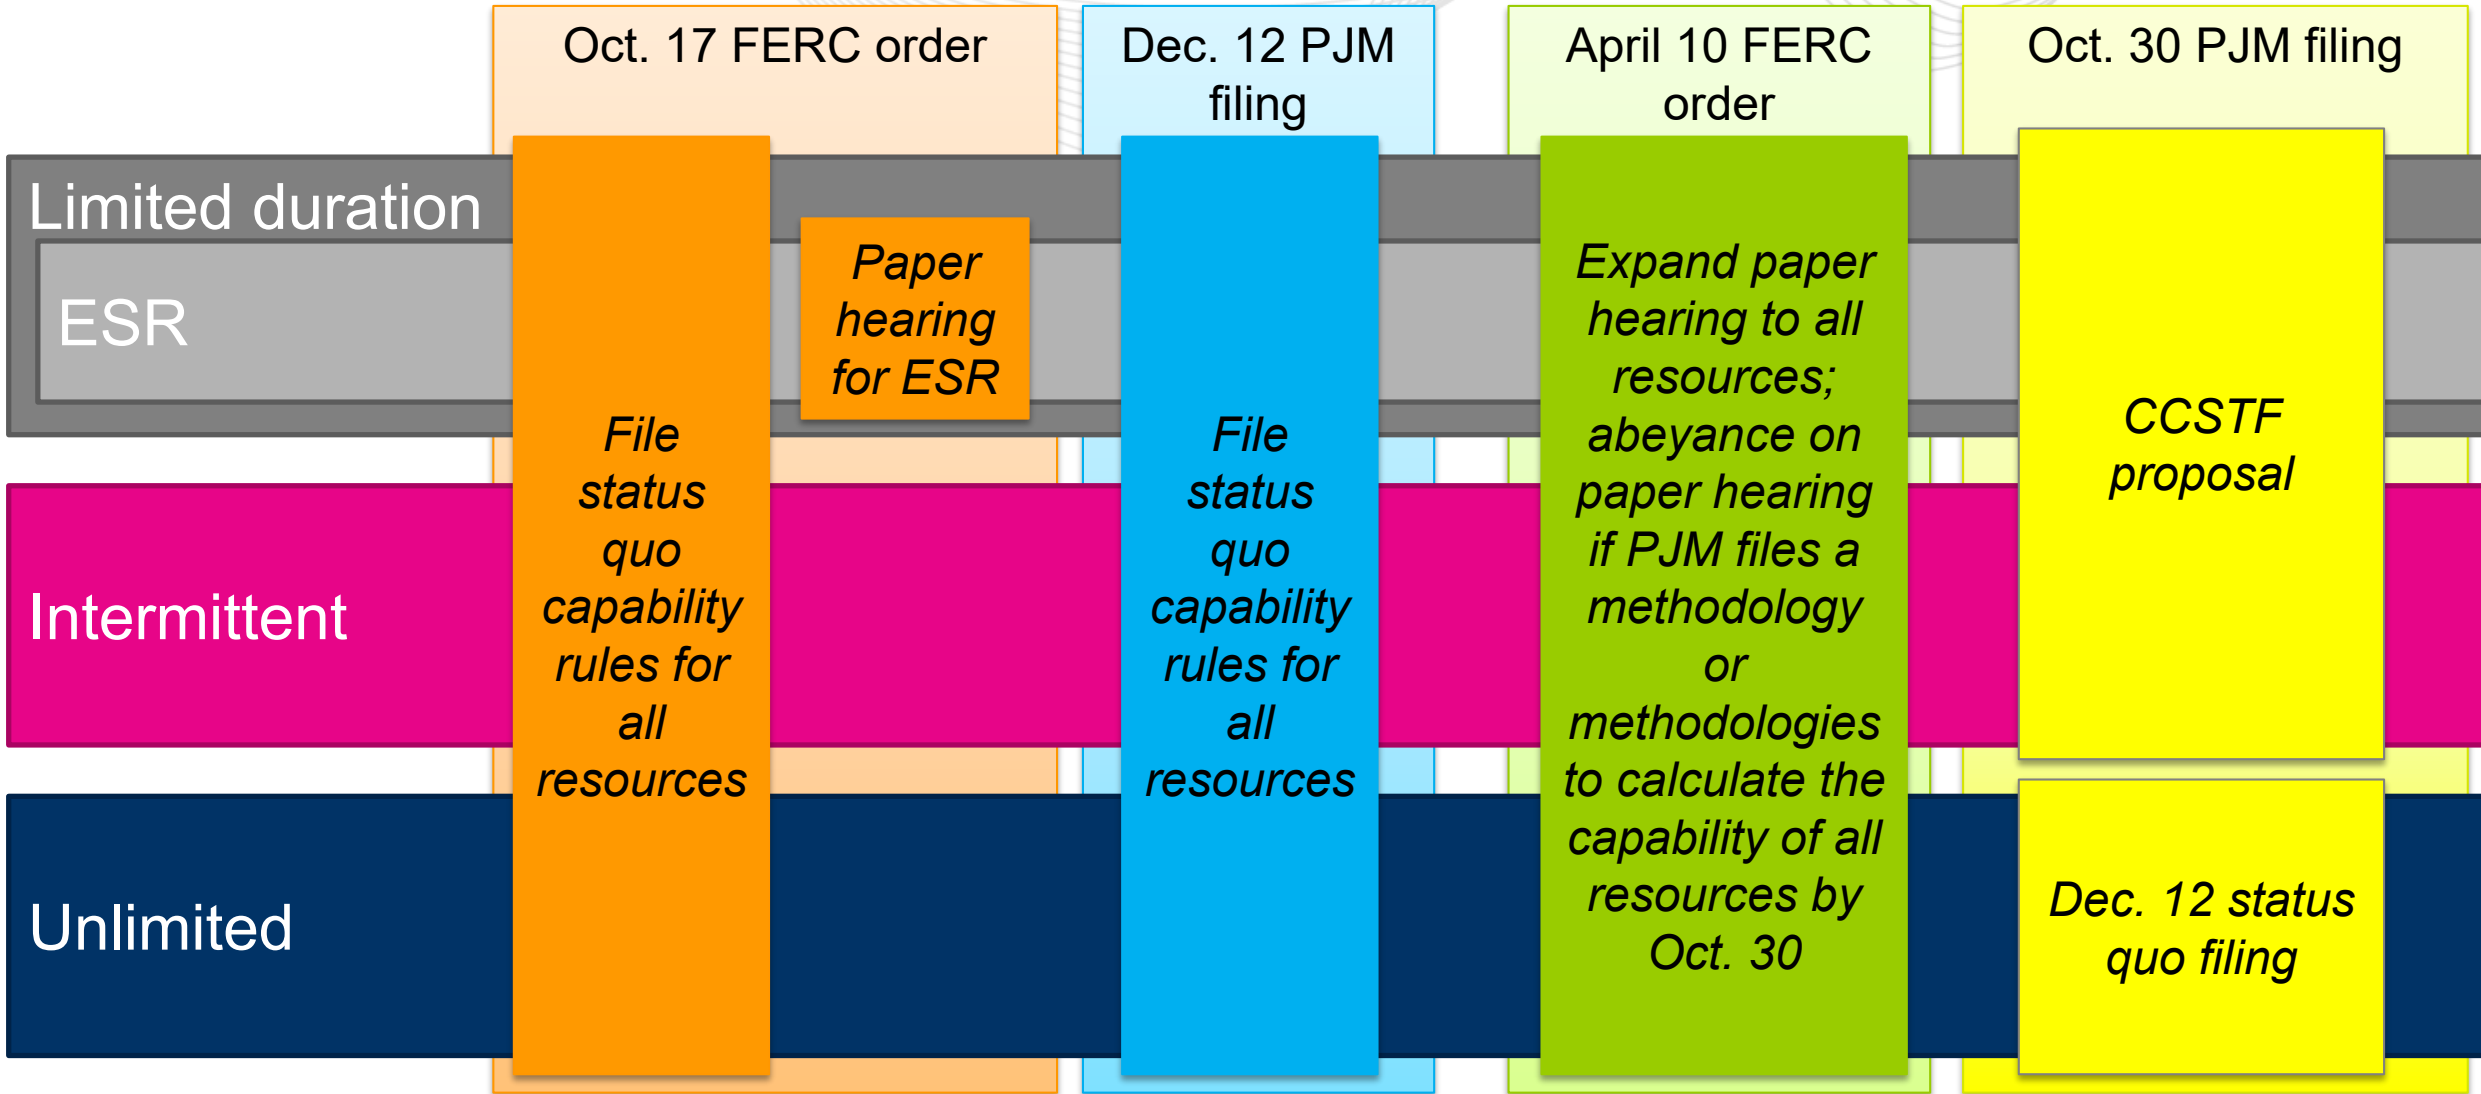 Oct. 17 FERC order
Dec. 12 PJM
filing
April 10 FERC
order
Oct. 30 PJM filing
Limited duration
ESR
Intermittent
Unlimited
File
status
quo
capability
rules for
all
resources
Paper
hearing
for ESR
File
status
quo
capability
rules for
all
resources
Expand paper
hearing to all
resources;
abeyance on
paper hearing
if PJM files a
methodology
or
methodologies
to calculate the
capability of all
resources by
Oct. 30
CCSTF
proposal
Dec. 12 status
quo filing